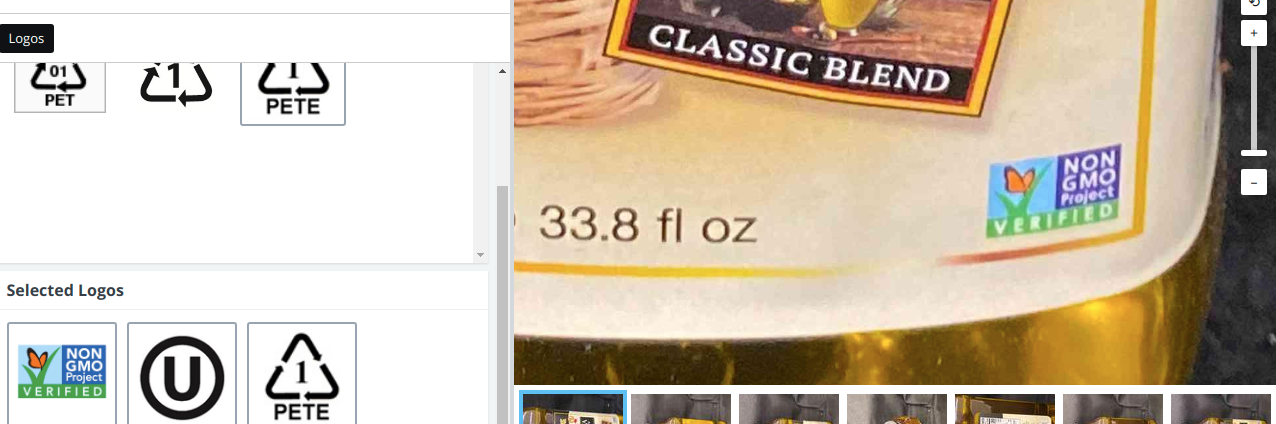 Logos
01
PET
1
1
PETE
Selected Logos
NON
GMO
Project
VERIFIED
U
1
PETE
CLASSIC BLEND
33.8 fl oz
NON
GMO
Project
VERIFIED
+
−